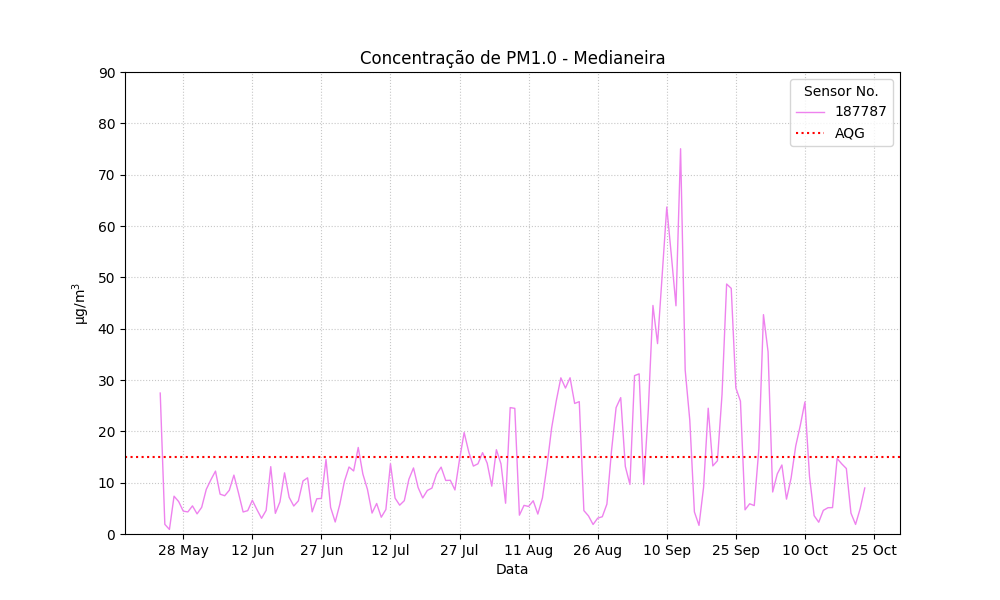 Concentração de PM1.0 - Medianeira
90
80
70
60
50
40
30
20
10
0
µg/m³
Sensor No.
187787
AQG
28 May
12 Jun
27 Jun
12 Jul
27 Jul
11 Aug
26 Aug
10 Sep
25 Sep
10 Oct
25 Oct
Data